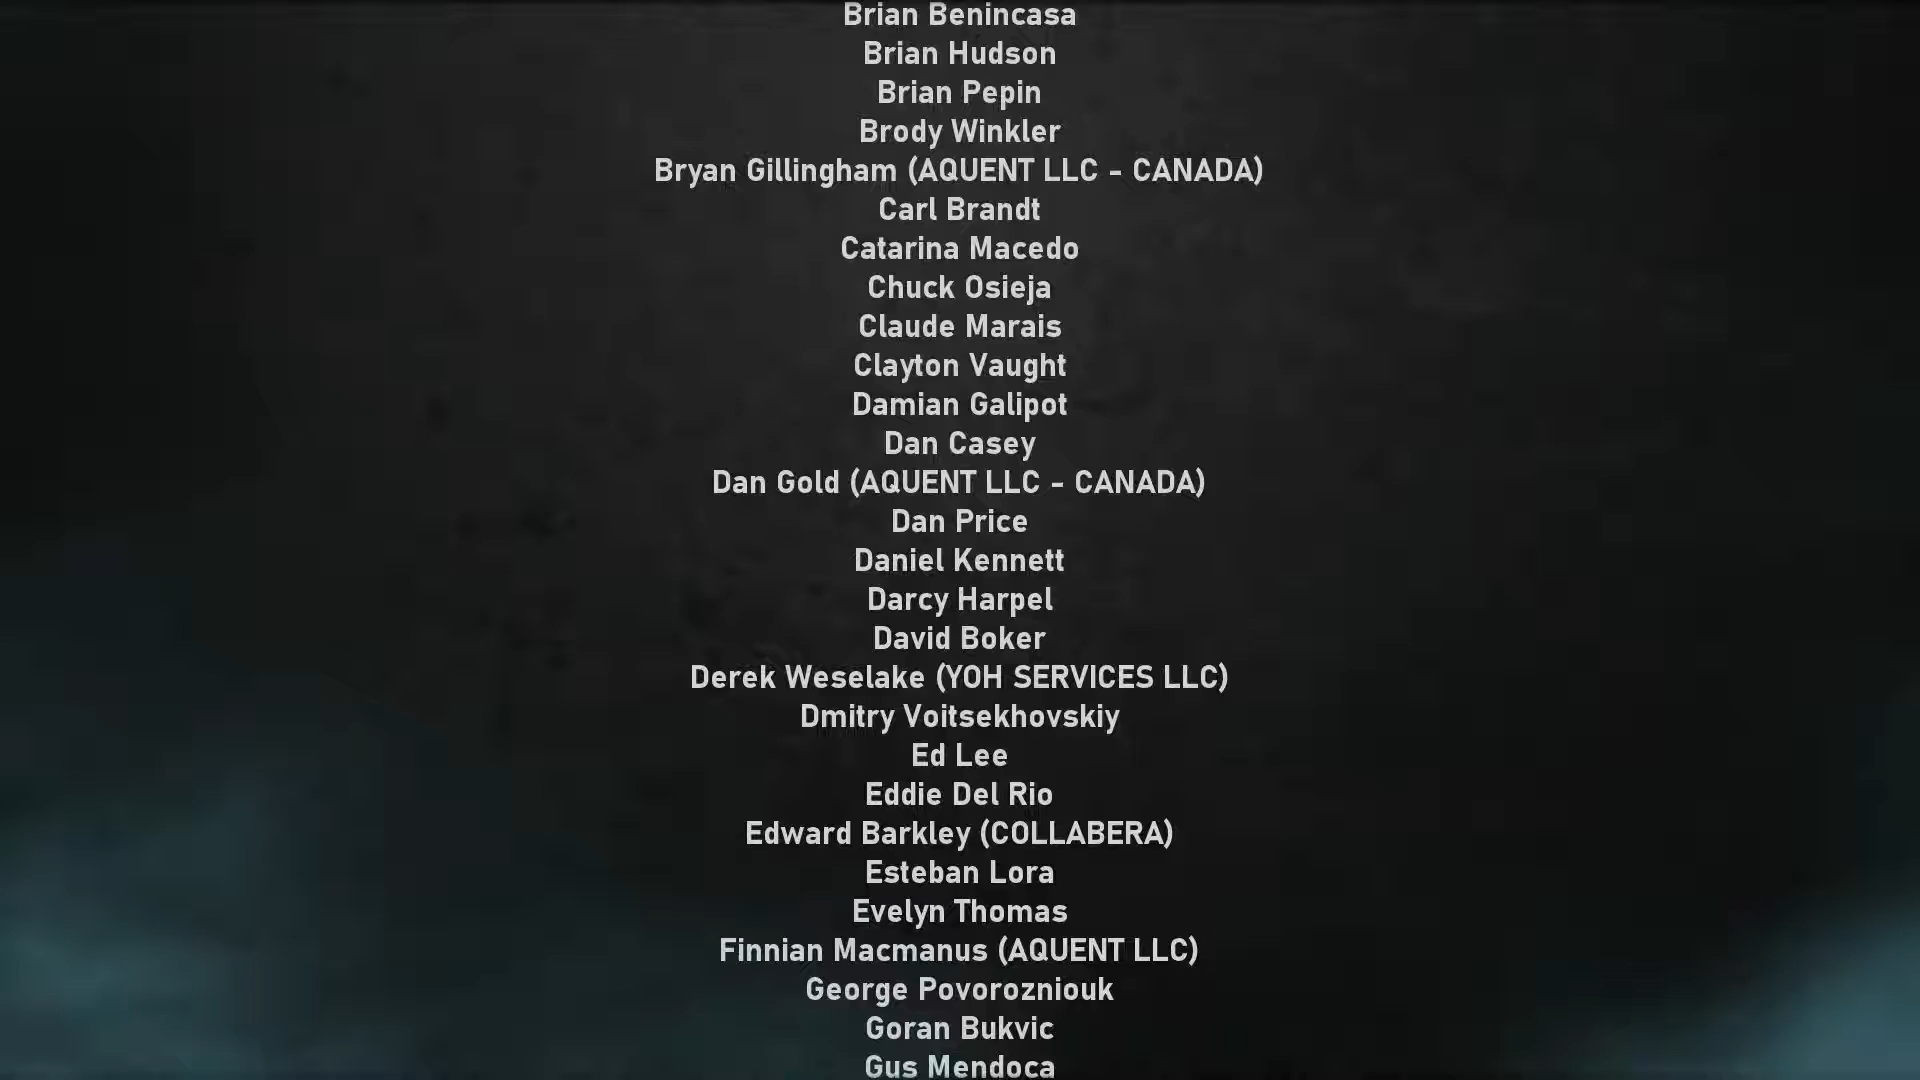 Brian Benincasa
Brian Hudson
Brian Pepin
Brody Winkler
Bryan Gillingham (AQUENT LLC - CANADA)
Carl Brandt
Catarina Macedo
Chuck Osieja
Claude Marais
Clayton Vaught
Damian Galipot
Dan Casey
Dan Gold (AQUENT LLC - CANADA)
Dan Price
Daniel Kennett
Darcy Harpel
David Boker
Derek Weselake (YOH SERVICES LLC)
Dmitry Voitsekhovskiy
Ed Lee
Eddie Del Rio
Edward Barkley (COLLABERA)
Esteban Lora
Evelyn Thomas
Finnian Macmanus (AQUENT LLC)
George Povorozniouk
Goran Bukvic
Gus Mendoca